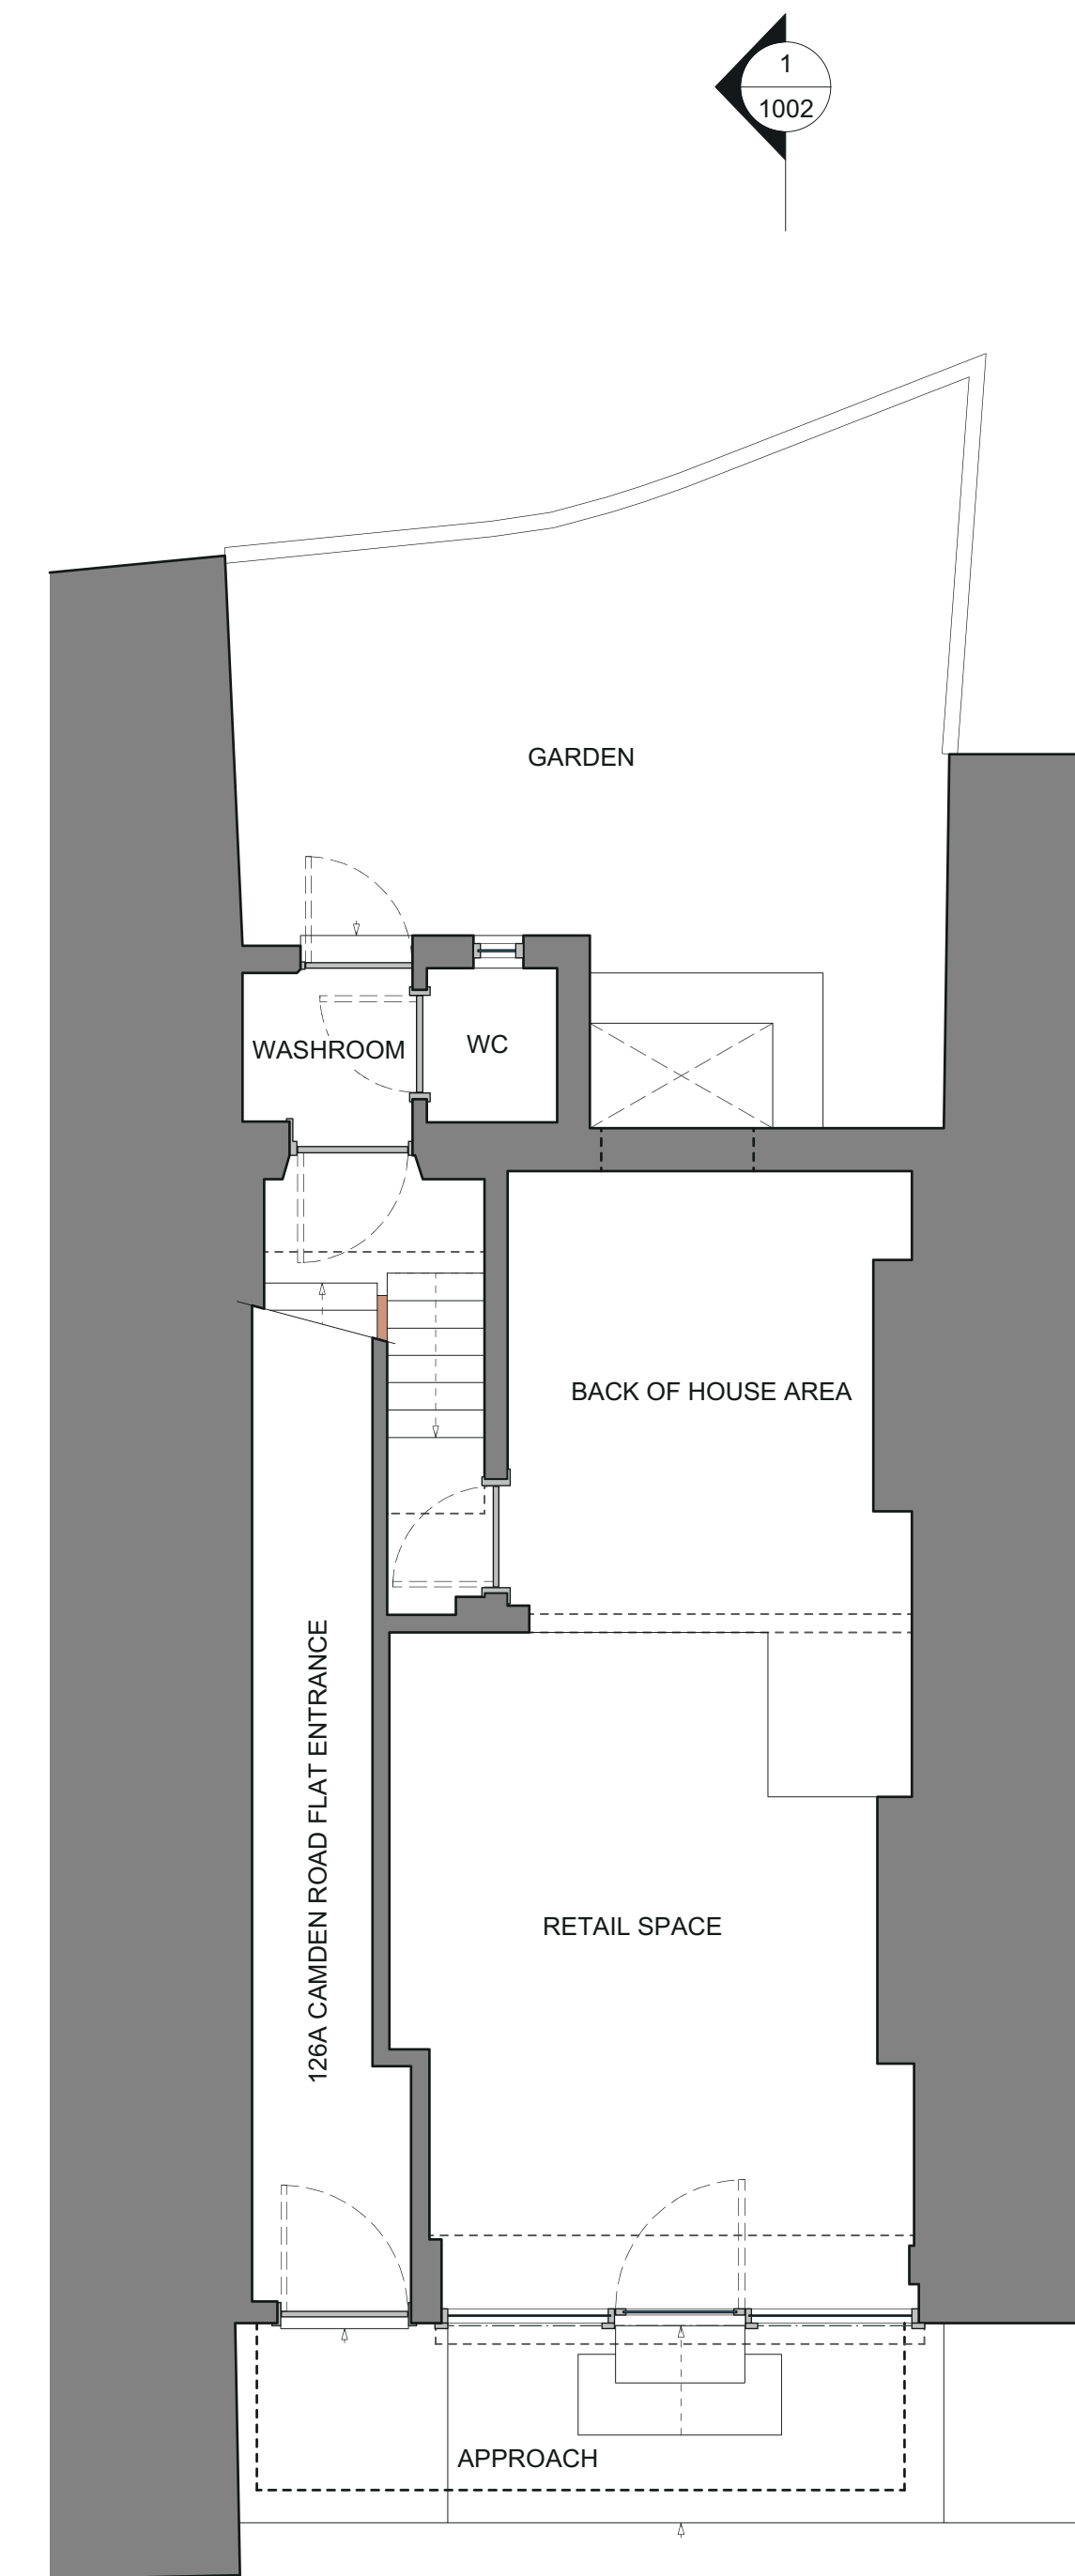 1
1002
GARDEN
WASHROOM
WC
BACK OF HOUSE AREA
126A CAMDEN ROAD FLAT ENTRANCE
RETAIL SPACE
APPROACH